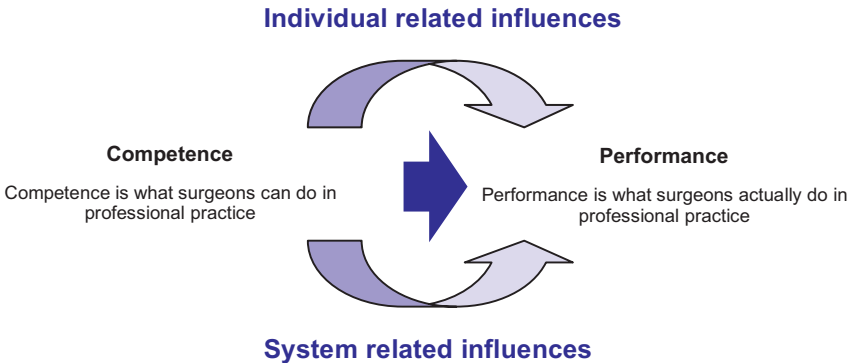 Individual related influences
Competence
Competence is what surgeons can do in
professional practice
Performance
Performance is what surgeons actually do in
professional practice
System related influences